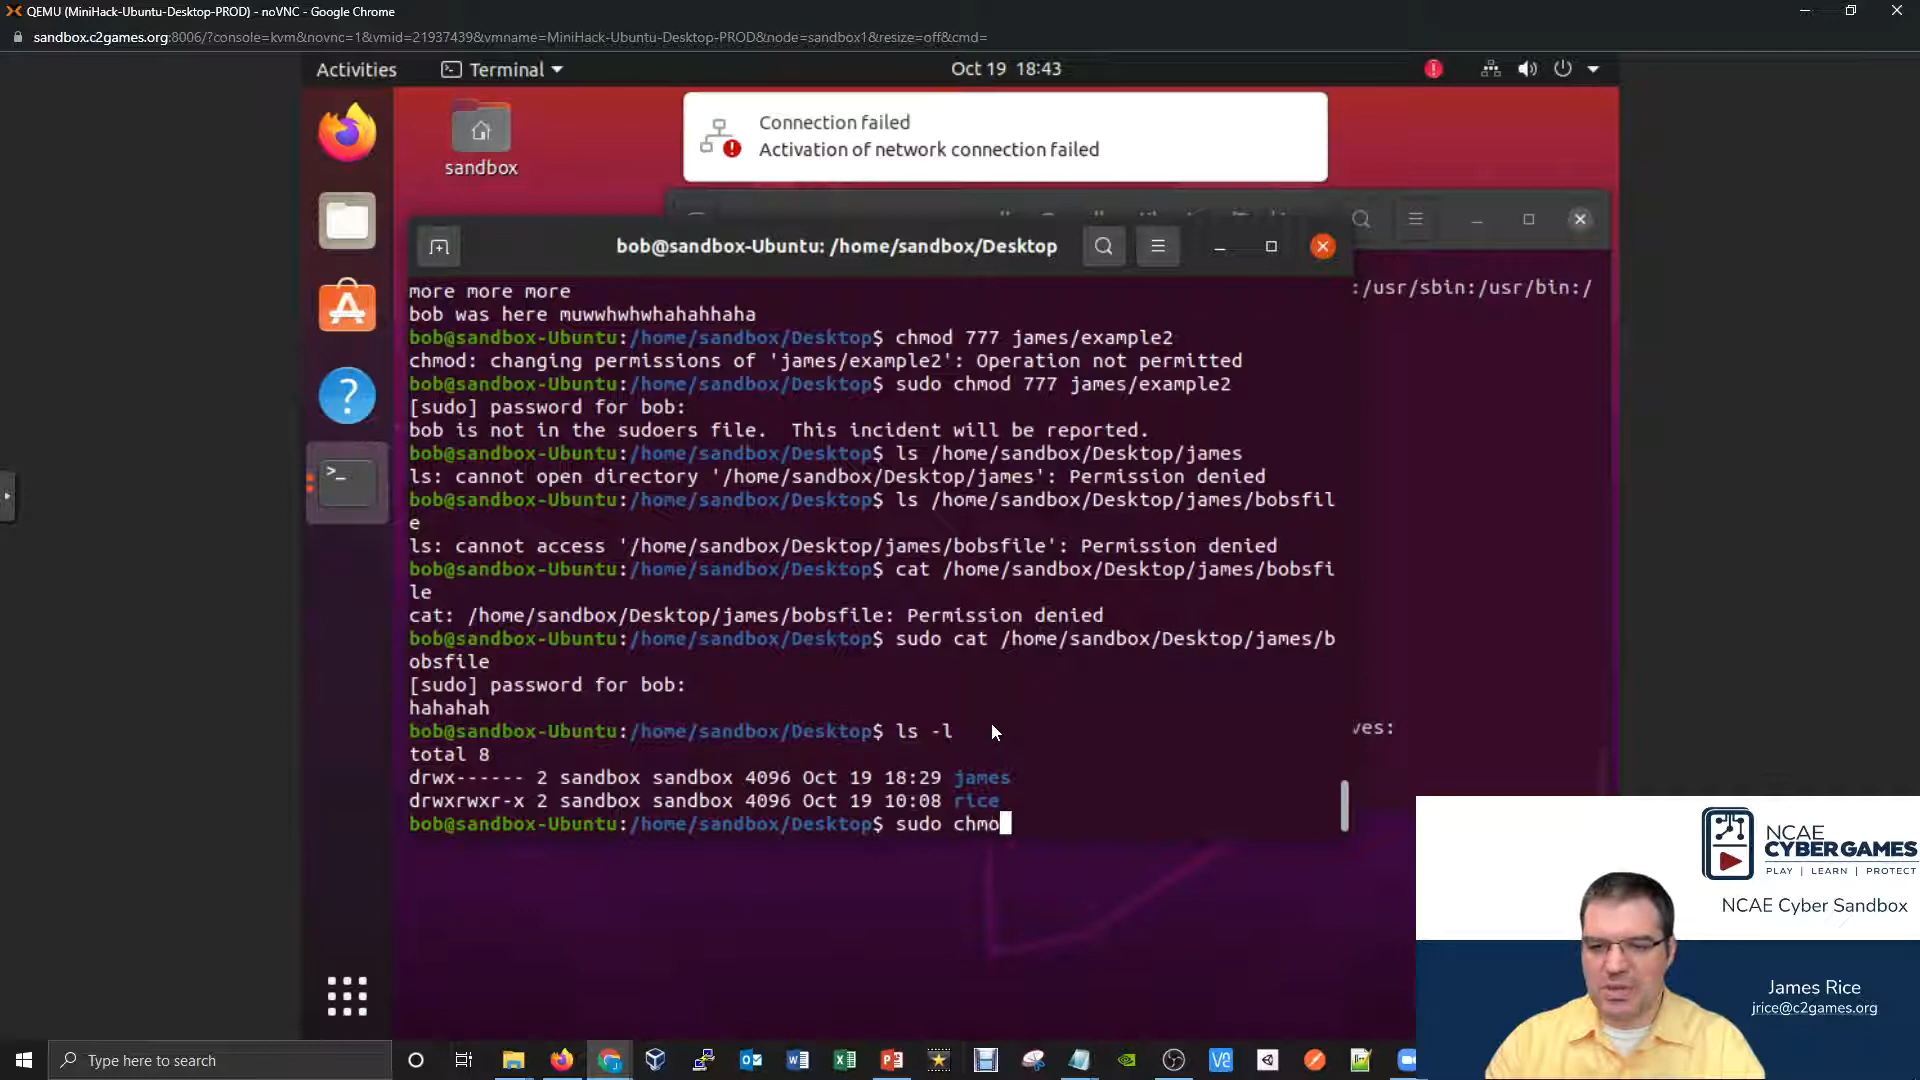 QEMU (MiniHack-Ubuntu-Desktop-PROD) - noVNC - Google Chrome
sandbox.c2games.org:8006/?console=kvm&novnc=1&vmid=21937439&vmname=MiniHack-Ubuntu-Desktop-PROD&node=sandbox1&resize=off&cmd=
Activities
Terminal
Oct 19 18:43
sandbox
Connection failed
Activation of network connection failed
bob@sandbox-Ubuntu: /home/sandbox/Desktop
:/usr/sbin:/usr/bin:/
more more more
bob was here muwwhwhwhahahhaha
bob@sandbox-Ubuntu:/home/sandbox/Desktop$ chmod 777 james/example2
chmod: changing permissions of 'james/example2': Operation not permitted
bob@sandbox-Ubuntu:/home/sandbox/Desktop$ sudo chmod 777 james/example2
[sudo] password for bob:
bob is not in the sudoers file.  This incident will be reported.
bob@sandbox-Ubuntu:/home/sandbox/Desktop$ ls /home/sandbox/Desktop/james
ls: cannot open directory '/home/sandbox/Desktop/james': Permission denied
bob@sandbox-Ubuntu:/home/sandbox/Desktop$ ls /home/sandbox/Desktop/james/bobsfil
e
ls: cannot access '/home/sandbox/Desktop/james/bobsfile': Permission denied
bob@sandbox-Ubuntu:/home/sandbox/Desktop$ cat /home/sandbox/Desktop/james/bobsfi
le
cat: /home/sandbox/Desktop/james/bobsfile: Permission denied
bob@sandbox-Ubuntu:/home/sandbox/Desktop$ sudo cat /home/sandbox/Desktop/james/b
obsfile
[sudo] password for bob:
hahahah
bob@sandbox-Ubuntu:/home/sandbox/Desktop$ ls -l
total 8
drwx------ 2 sandbox sandbox 4096 Oct 19 18:29 james
drwxrwxr-x 2 sandbox sandbox 4096 Oct 19 10:08 rice
bob@sandbox-Ubuntu:/home/sandbox/Desktop$ sudo chmo
ves:
NCAE
CYBERGAMES
PLAY | LEARN | PROTECT
NCAE Cyber Sandbox
James Rice
jrice@c2games.org
Type here to search